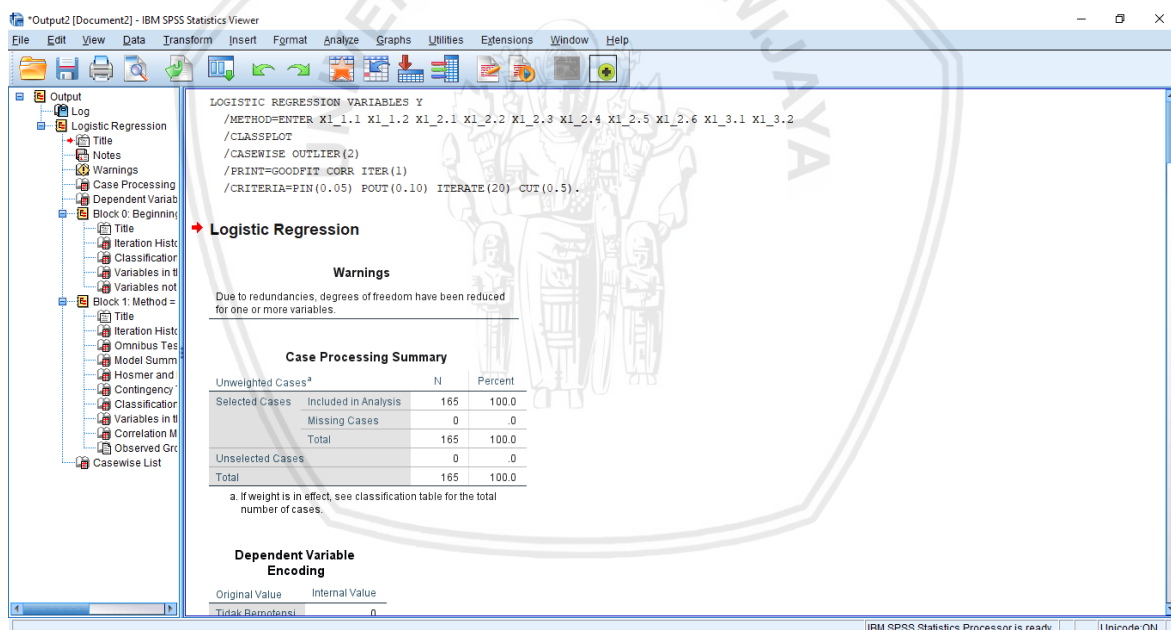 *Output2 [Document2] - IBM SPSS Statistics Viewer
File Edit View Data Transform Insert Format Analyze Graphs Utilities Extensions Window Help
Output
Log
Logistic Regression
Title
Notes
Warnings
Case Processing
Dependent Variab
Block 0: Beginning
Title
Iteration Histo
Classification
Variables in t
Variables not
Block 1: Method =
Title
Iteration Histo
Omnibus Tes
Model Summ
Hosmer and
Contingency
Classification
Variables in t
Correlation M
Observed Gro
Casewise List
LOGISTIC REGRESSION VARIABLES Y
/METHOD=ENTER X1_1.1 X1_1.2 X1_2.1 X1_2.2 X1_2.3 X1_2.4 X1_2.5 X1_2.6 X1_3.1 X1_3.2
/CLASSPLOT
/CASEWISE OUTLIER(2)
/PRINT=GOODFIT CORR ITER(1)
/CRITERIA=PIN(0.05) POUT(0.10) ITERATE(20) CUT(0.5).
Logistic Regression
Warnings
Due to redundancies, degrees of freedom have been reduced
for one or more variables.
Case Processing Summary
Unweighted Cases^a N Percent
Selected Cases Included in Analysis 165 100.0
Missing Cases 0 .0
Total 165 100.0
Unselected Cases 0 .0
Total 165 100.0
a. If weight is in effect, see classification table for the total
number of cases.
Dependent Variable
Encoding
Original Value Internal Value
Tidak Berpotensi 0
IBM SPSS Statistics Processor is ready Unicode:ON